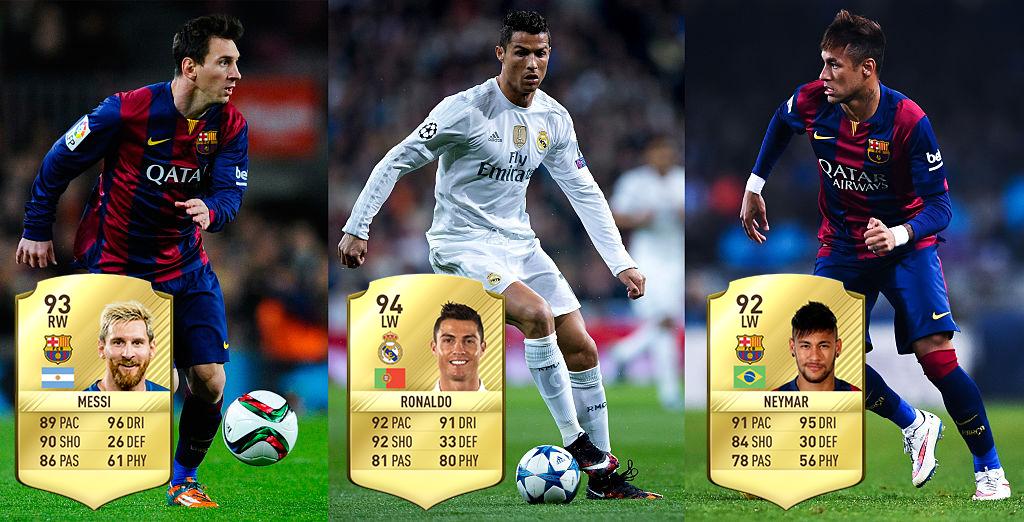 QATAR
93
RW
MESSI
89 PAC 96 DRI
90 SHO 26 DEF
86 PAS 61 PHY
adidas
Fly
Emirates
94
LW
RONALDO
92 PAC 91 DRI
92 SHO 33 DEF
81 PAS 80 PHY
beko
QATAR
AIRWAYS
92
LW
NEYMAR
91 PAC 95 DRI
84 SHO 30 DEF
78 PAS 56 PHY